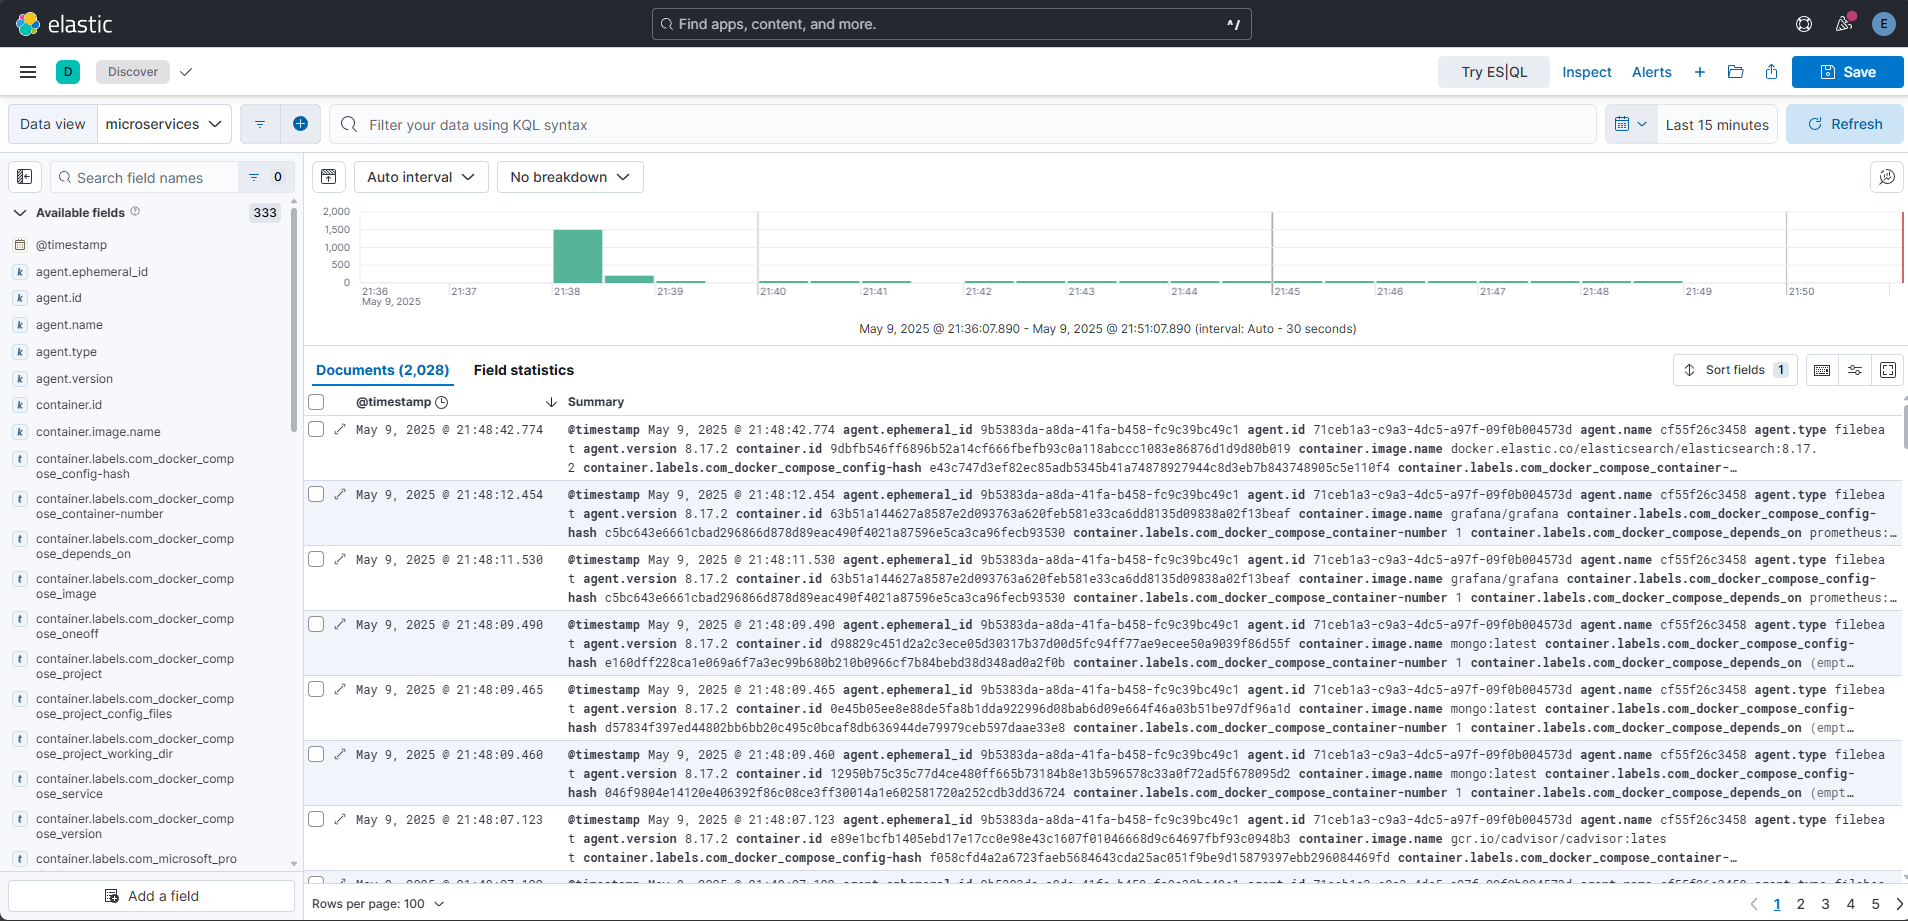 elastic
Find apps, content, and more.
^/
E
D
Discover
Try ES|QL
Inspect
Alerts
Save
Data view
microservices
Filter your data using KQL syntax
Last 15 minutes
Refresh
Search field names
0
Auto interval
No breakdown
Available fields
333
@timestamp
k agent.ephemeral_id
k agent.id
k agent.name
k agent.type
k agent.version
k container.id
k container.image.name
t container.labels.com_docker_comp
ose_config-hash
t container.labels.com_docker_comp
ose_container-number
t container.labels.com_docker_comp
ose_depends_on
t container.labels.com_docker_comp
ose_image
t container.labels.com_docker_comp
ose_oneoff
t container.labels.com_docker_comp
ose_project
t container.labels.com_docker_comp
ose_project_config_files
t container.labels.com_docker_comp
ose_project_working_dir
t container.labels.com_docker_comp
ose_service
t container.labels.com_docker_comp
ose_version
t container.labels.com_microsoft_pro
Add a field
2,000
1,500
1,000
500
0
21:36 21:37 21:38 21:39 21:40 21:41 21:42 21:43 21:44 21:45 21:46 21:47 21:48 21:49 21:50
May 9, 2025
May 9, 2025 @ 21:36:07.890 - May 9, 2025 @ 21:51:07.890 (interval: Auto - 30 seconds)
Documents (2,028)
Field statistics
Sort fields 1
@timestamp
Summary
May 9, 2025 @ 21:48:42.774 @timestamp May 9, 2025 @ 21:48:42.774 agent.ephemeral_id 9b5383da-a8da-41fa-b458-fc9c39bc49c1 agent.id 71ceb1a3-c9a3-4dc5-a97f-09f0b004573d agent.name cf55f26c3458 agent.type filebea
t agent.version 8.17.2 container.id 9dbfb546ff6896b52a14cf666fbefb93c0a118abccc1083e86876d1d9d80b019 container.image.name docker.elastic.co/elasticsearch/elasticsearch:8.17.
2 container.labels.com_docker_compose_config-hash e43c747d3ef82ec85adb5345b41a74878927944c8d3eb7b843748905c5e110f4 container.labels.com_docker_compose_container-…
May 9, 2025 @ 21:48:12.454 @timestamp May 9, 2025 @ 21:48:12.454 agent.ephemeral_id 9b5383da-a8da-41fa-b458-fc9c39bc49c1 agent.id 71ceb1a3-c9a3-4dc5-a97f-09f0b004573d agent.name cf55f26c3458 agent.type filebea
t agent.version 8.17.2 container.id 63b51a144627a8587e2d093763a620feb581e33ca6dd8135d09838a02f13beaf container.image.name grafana/grafana container.labels.com_docker_compose_config-
hash c5bc643e6661cbad296866d878d89eac490f4021a87596e5ca3ca96fecb93530 container.labels.com_docker_compose_container-number 1 container.labels.com_docker_compose_depends_on prometheus:…
May 9, 2025 @ 21:48:11.530 @timestamp May 9, 2025 @ 21:48:11.530 agent.ephemeral_id 9b5383da-a8da-41fa-b458-fc9c39bc49c1 agent.id 71ceb1a3-c9a3-4dc5-a97f-09f0b004573d agent.name cf55f26c3458 agent.type filebea
t agent.version 8.17.2 container.id 63b51a144627a8587e2d093763a620feb581e33ca6dd8135d09838a02f13beaf container.image.name grafana/grafana container.labels.com_docker_compose_config-
hash c5bc643e6661cbad296866d878d89eac490f4021a87596e5ca3ca96fecb93530 container.labels.com_docker_compose_container-number 1 container.labels.com_docker_compose_depends_on prometheus:…
May 9, 2025 @ 21:48:09.490 @timestamp May 9, 2025 @ 21:48:09.490 agent.ephemeral_id 9b5383da-a8da-41fa-b458-fc9c39bc49c1 agent.id 71ceb1a3-c9a3-4dc5-a97f-09f0b004573d agent.name cf55f26c3458 agent.type filebea
t agent.version 8.17.2 container.id d98829c451d2a2c3ece05d30317b37d00d5fc94ff77ae9ecee50a9039f86d55f container.image.name mongo:latest container.labels.com_docker_compose_config-
hash e160dff228ca1e069a6f7a3ec99b680b210b0966cf7b84bebd38d348ad0a2f0b container.labels.com_docker_compose_container-number 1 container.labels.com_docker_compose_depends_on (empt…
May 9, 2025 @ 21:48:09.465 @timestamp May 9, 2025 @ 21:48:09.465 agent.ephemeral_id 9b5383da-a8da-41fa-b458-fc9c39bc49c1 agent.id 71ceb1a3-c9a3-4dc5-a97f-09f0b004573d agent.name cf55f26c3458 agent.type filebea
t agent.version 8.17.2 container.id 0e45b05ee8e88de5fa8b1dda922996d08bab6d09e664f46a03b51be97df96a1d container.image.name mongo:latest container.labels.com_docker_compose_config-
hash d57834f397ed44802bb6bb20c495c0bcaf8db636944de79979ceb597daae33e8 container.labels.com_docker_compose_container-number 1 container.labels.com_docker_compose_depends_on (empt…
May 9, 2025 @ 21:48:09.460 @timestamp May 9, 2025 @ 21:48:09.460 agent.ephemeral_id 9b5383da-a8da-41fa-b458-fc9c39bc49c1 agent.id 71ceb1a3-c9a3-4dc5-a97f-09f0b004573d agent.name cf55f26c3458 agent.type filebea
t agent.version 8.17.2 container.id 12950b75c35c77d4ce480ff665b73184b8e13b596578c33a0f72ad5f678095d2 container.image.name mongo:latest container.labels.com_docker_compose_config-
hash 046f9804e14120e406392f86c08ce3ff30014a1e602581720a252cdb3dd36724 container.labels.com_docker_compose_container-number 1 container.labels.com_docker_compose_depends_on (empt…
May 9, 2025 @ 21:48:07.123 @timestamp May 9, 2025 @ 21:48:07.123 agent.ephemeral_id 9b5383da-a8da-41fa-b458-fc9c39bc49c1 agent.id 71ceb1a3-c9a3-4dc5-a97f-09f0b004573d agent.name cf55f26c3458 agent.type filebea
t agent.version 8.17.2 container.id e89e1bcfb1405ebd17e17cc0e98e43c1607f01046668d9c64697fbf93c0948b3 container.image.name gcr.io/cadvisor/cadvisor:lates
t container.labels.com_docker_compose_config-hash f058cfd4a2a6723faeb5684643cda25ac051f9be9d15879397ebb296084469fd container.labels.com_docker_compose_container-…
Rows per page: 100
1 2 3 4 5